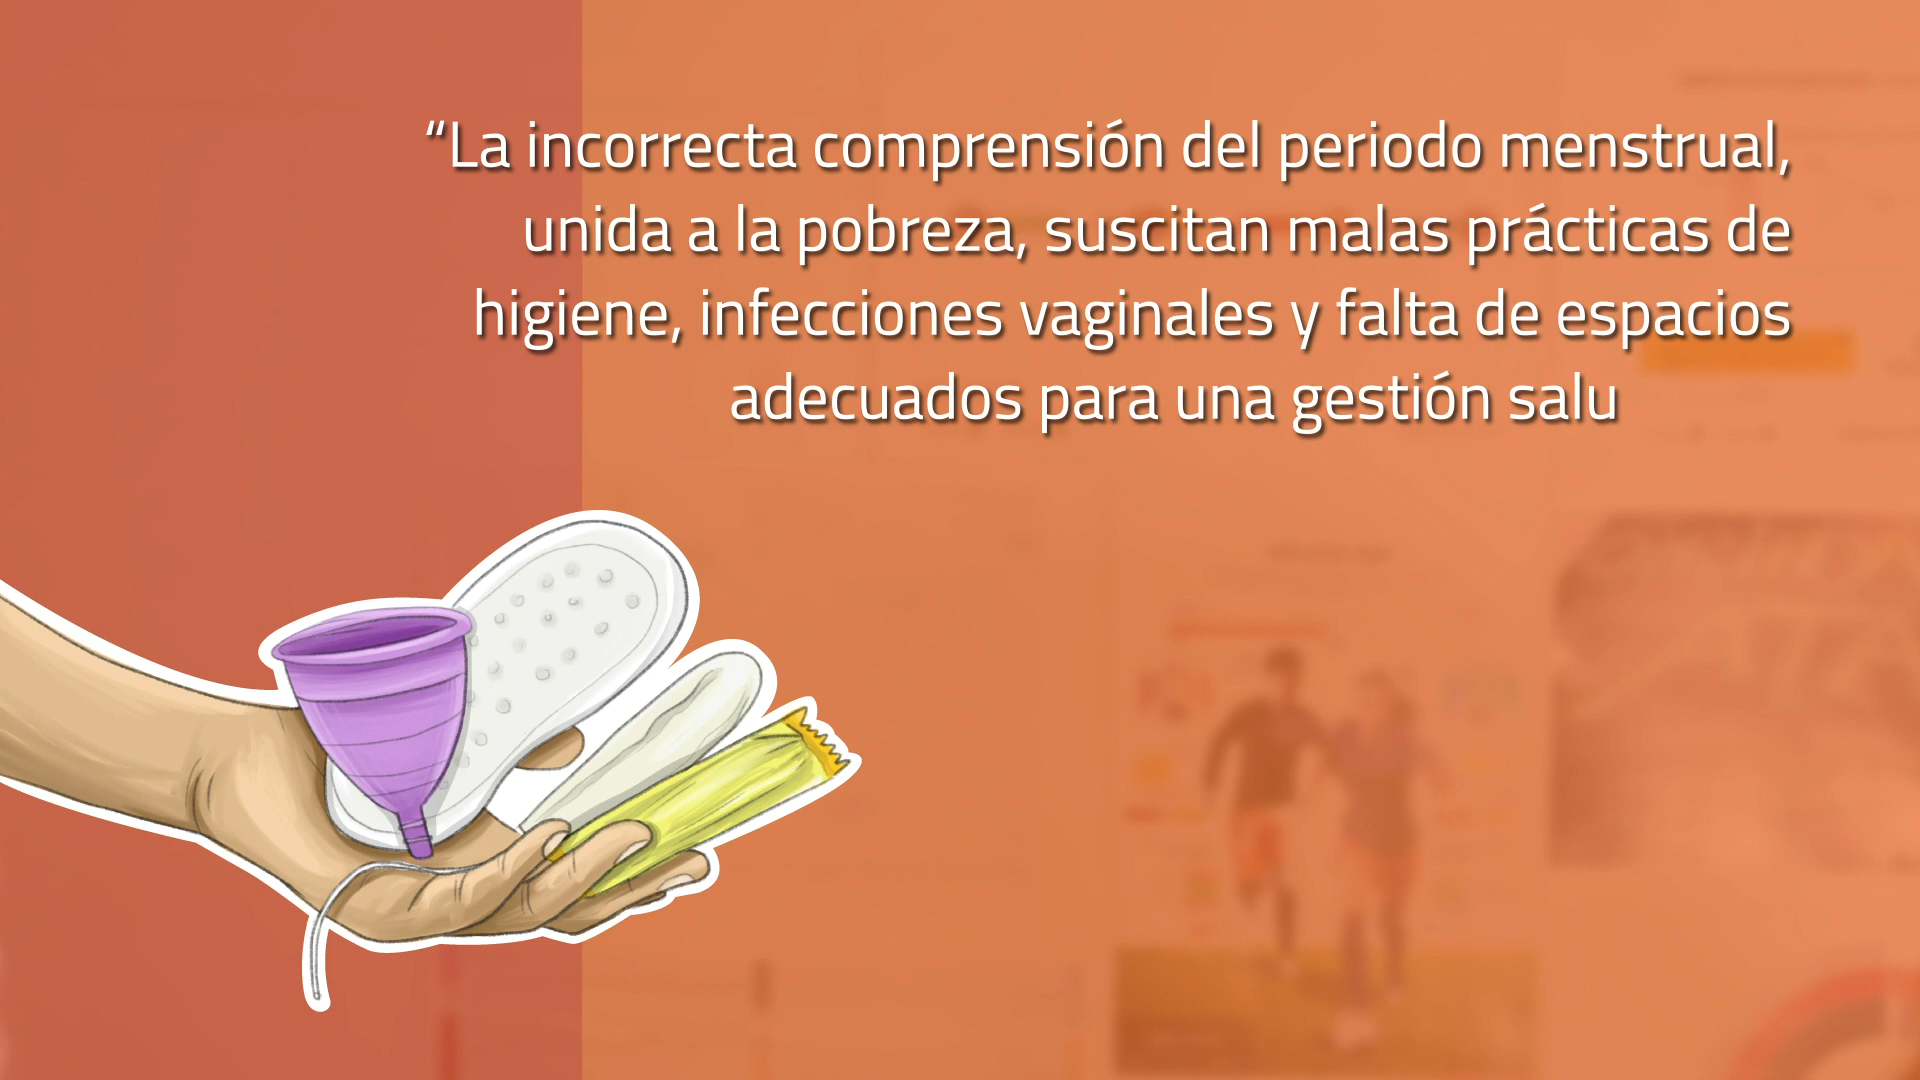 “La incorrecta comprensión del periodo menstrual,
unida a la pobreza, suscitan malas prácticas de
higiene, infecciones vaginales y falta de espacios
adecuados para una gestión salu